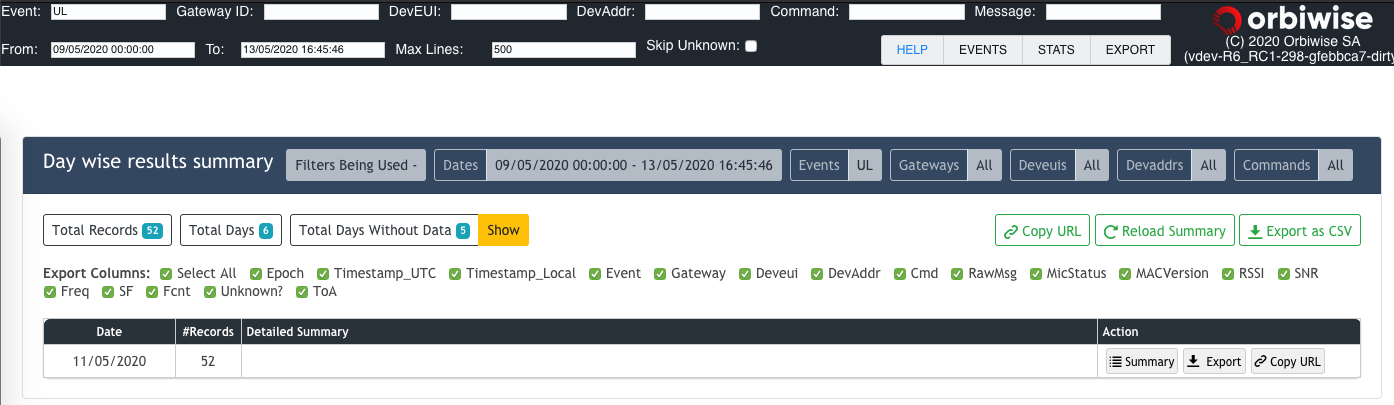 Event: UL Gateway ID: DevEUI: DevAddr: Command: Message: orbiwise
(C) 2020 Orbiwise SA
From: 09/05/2020 00:00:00 To: 13/05/2020 16:45:46 Max Lines: 500 Skip Unknown: HELP EVENTS STATS EXPORT
(vdev-R6_RC1-298-gfebbca7-dirty
Day wise results summary Filters Being Used - Dates 09/05/2020 00:00:00 - 13/05/2020 16:45:46 Events UL Gateways All Deveuis All Devaddrs All Commands All
Total Records 52 Total Days 6 Total Days Without Data 5 Show Copy URL Reload Summary Export as CSV
Export Columns: Select All Epoch Timestamp_UTC Timestamp_Local Event Gateway Deveui DevAddr Cmd RawMsg MicStatus MACVersion RSSI SNR
Freq SF Fcnt Unknown? ToA
Date #Records Detailed Summary Action
11/05/2020 52 Summary Export Copy URL